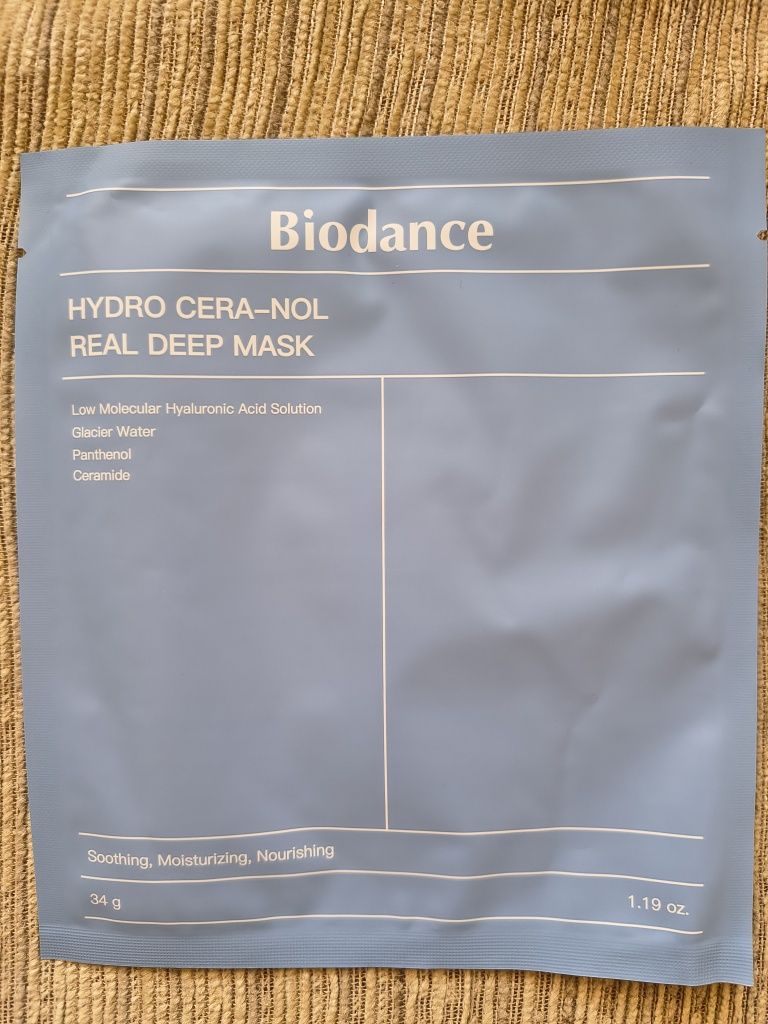 Biodance
HYDRO CERA–NOL
REAL DEEP MASK
Low Molecular Hyaluronic Acid Solution
Glacier Water
Panthenol
Ceramide
Soothing, Moisturizing, Nourishing
34 g
1.19 oz.